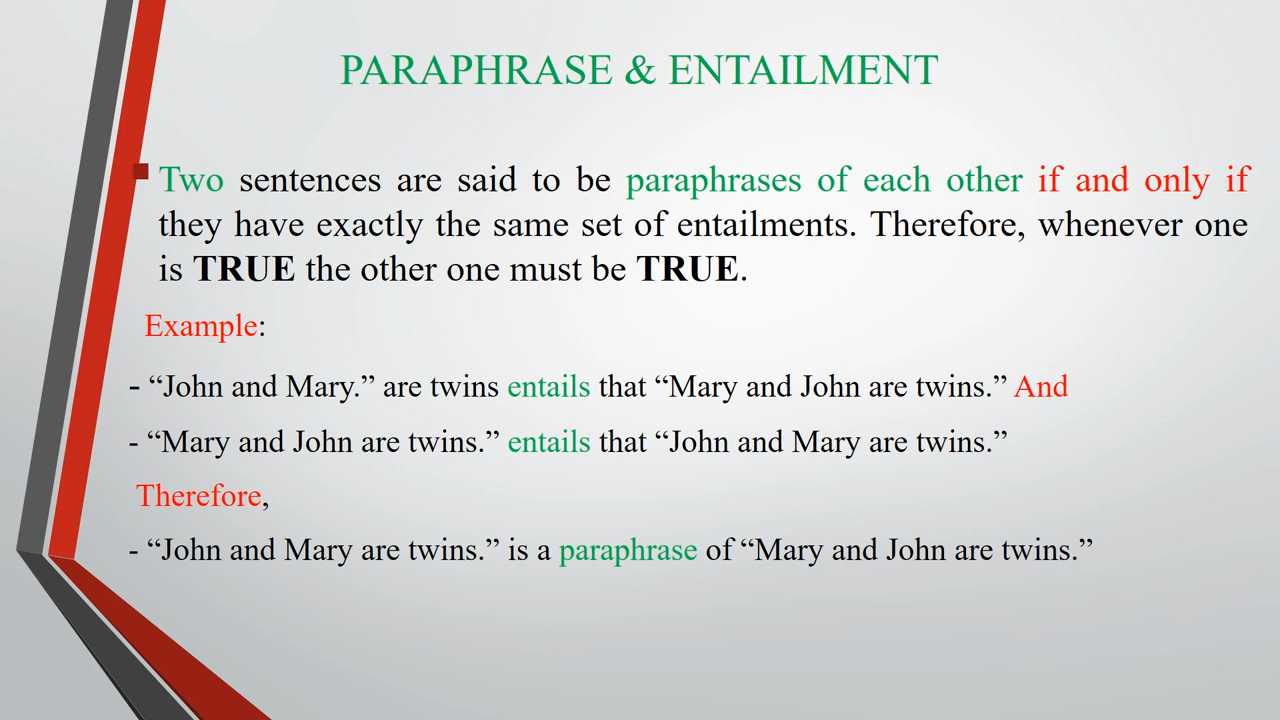 PARAPHRASE & ENTAILMENT
Two sentences are said to be paraphrases of each other if and only if
they have exactly the same set of entailments. Therefore, whenever one
is TRUE the other one must be TRUE.
Example:
- “John and Mary.” are twins entails that “Mary and John are twins.” And
- “Mary and John are twins.” entails that “John and Mary are twins.”
Therefore,
- “John and Mary are twins.” is a paraphrase of “Mary and John are twins.”